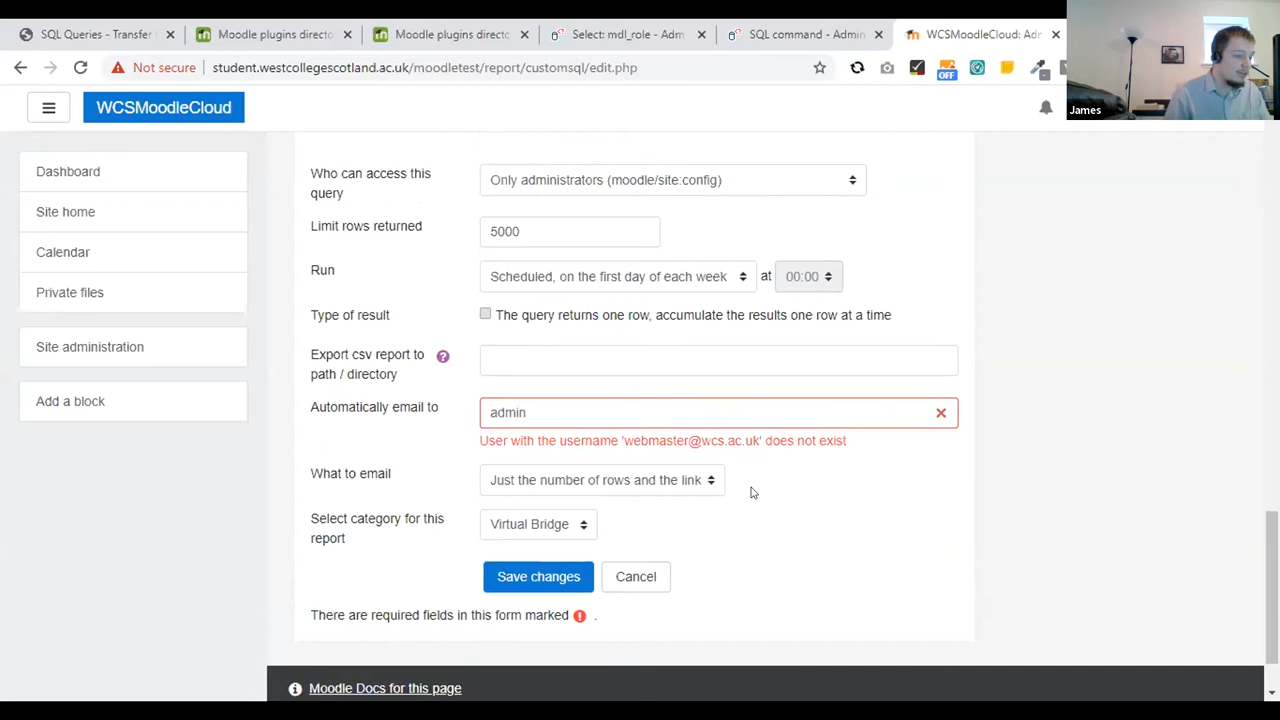 SQL Queries - Transfer
Moodle plugins direct
Moodle plugins direct
Select: mdl_role - Adm
SQL command - Admin
WCSMoodleCloud: Adm
Not secure
student.westcollegescotland.ac.uk/moodletest/report/customsql/edit.php
OFF
WCSMoodleCloud
James
Dashboard
Site home
Calendar
Private files
Site administration
Add a block
Who can access this
query
Only administrators (moodle/site:config)
Limit rows returned
5000
Run
Scheduled, on the first day of each week
at
00:00
Type of result
The query returns one row, accumulate the results one row at a time
Export csv report to
path / directory
Automatically email to
admin
User with the username 'webmaster@wcs.ac.uk' does not exist
What to email
Just the number of rows and the link
Select category for this
report
Virtual Bridge
Save changes
Cancel
There are required fields in this form marked .
Moodle Docs for this page